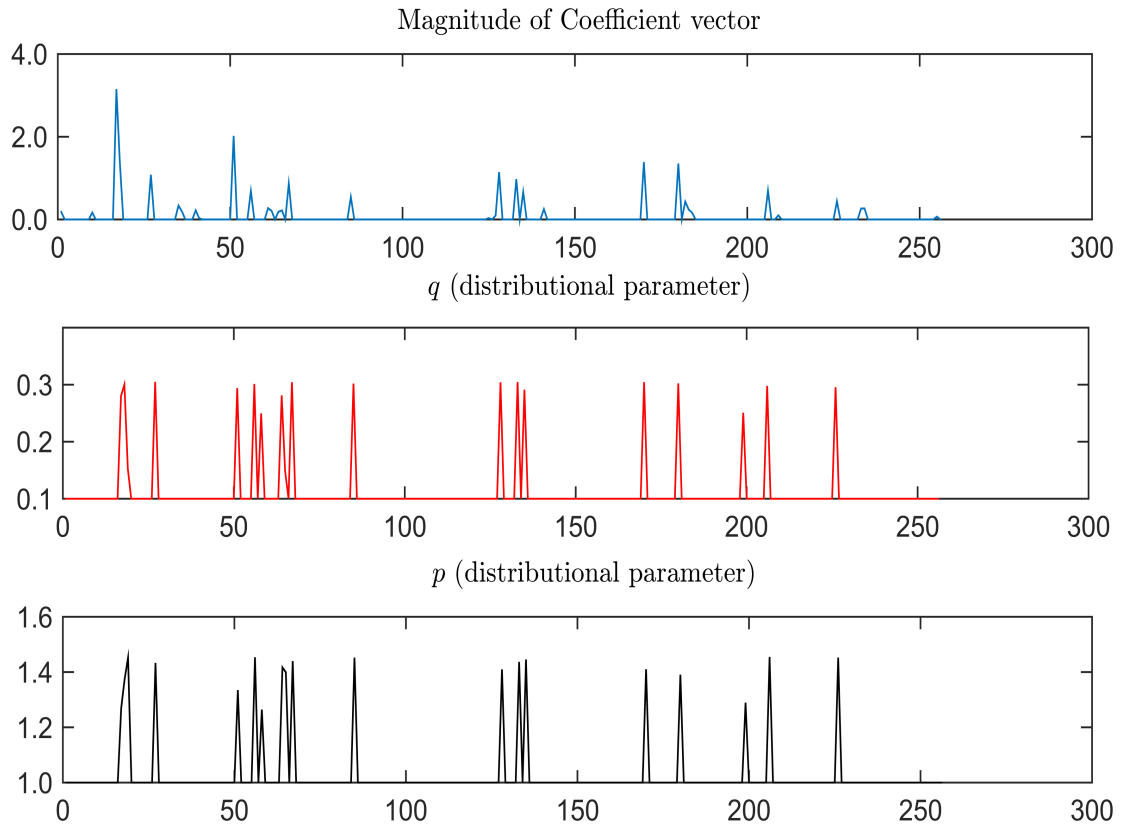 Magnitude of Coefficient vector
4.0
2.0
0.0
0 50 100 150 200 250 300
q (distributional parameter)
0.3
0.2
0.1
0 50 100 150 200 250 300
p (distributional parameter)
1.6
1.4
1.2
1.0
0 50 100 150 200 250 300